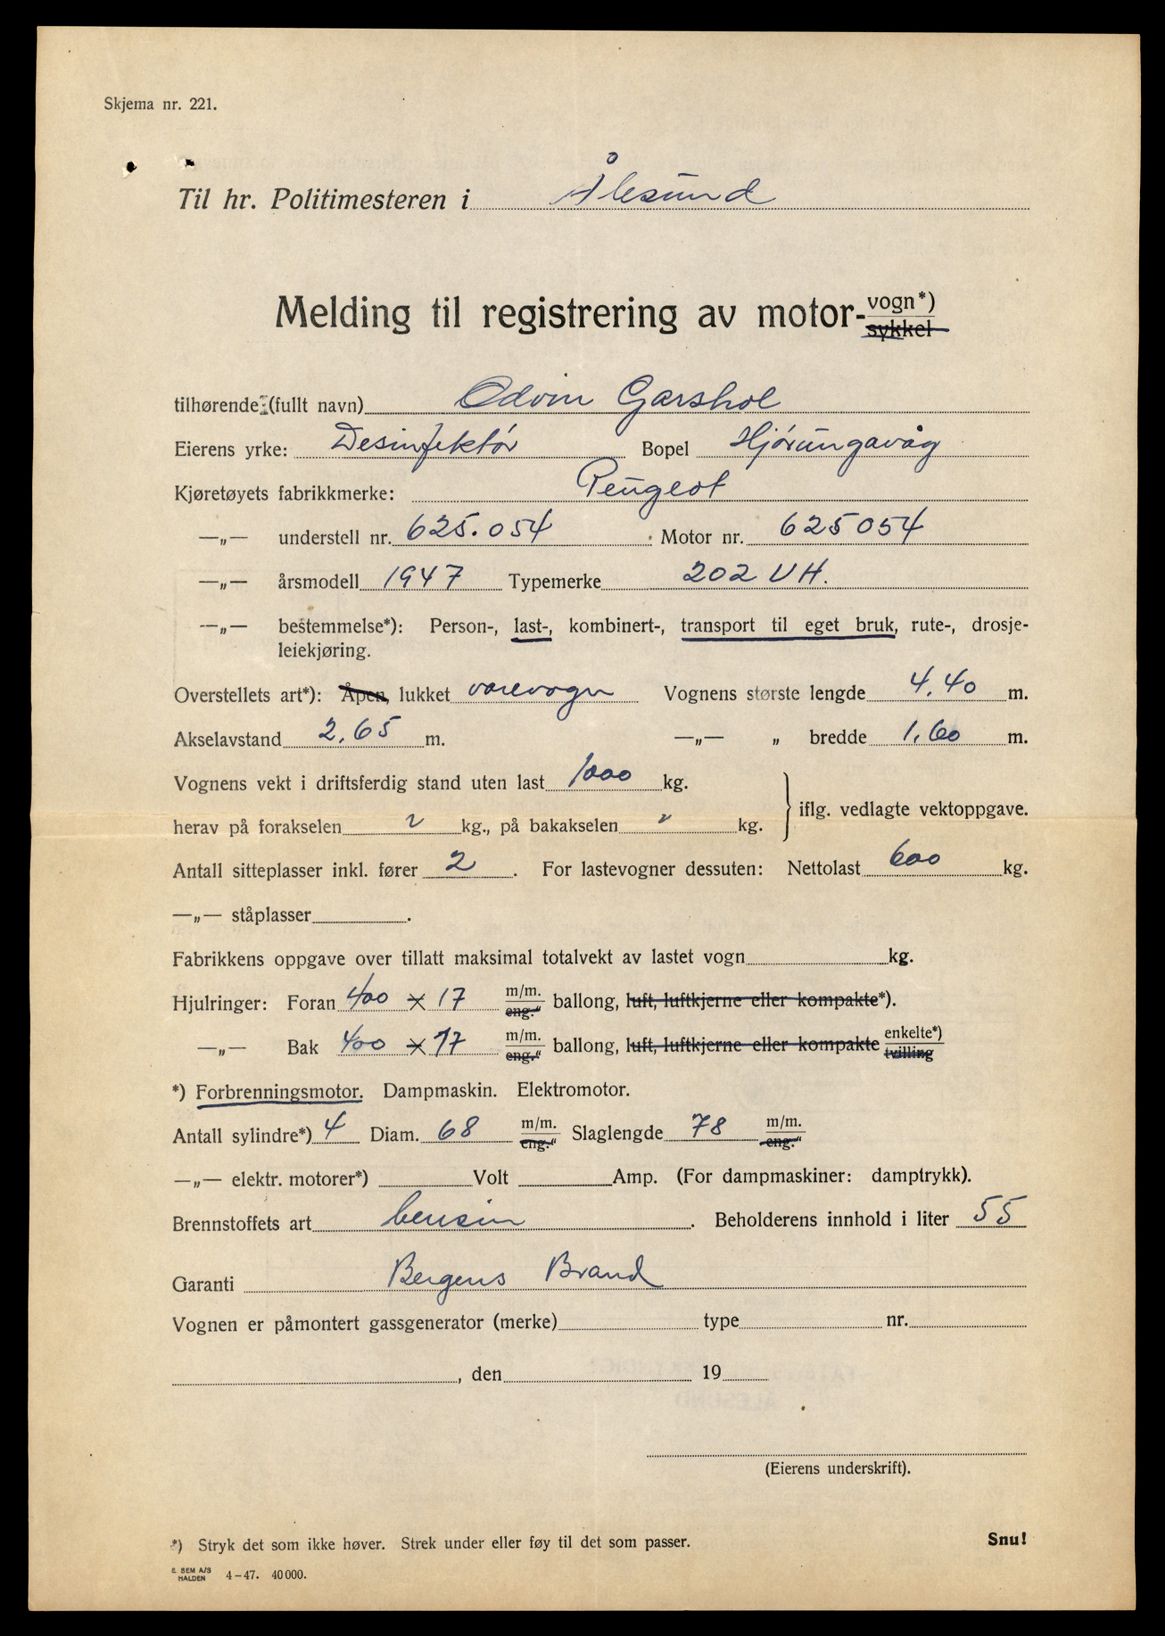 Skjema nr. 221.
Til hr. Politimesteren i Ålesund
Melding til registrering av motor-vogn*)
sykkel
tilhørende: (fullt navn) Odvin Garshol
Eierens yrke: Desinfektør Bopel Hjørungavåg
Kjøretøyets fabrikkmerke: Peugeot
—„— understell nr. 625.054 Motor nr. 625054
—„— årsmodell 1947 Typemerke 202 UH.
—„— bestemmelse*): Person-, last-, kombinert-, transport til eget bruk, rute-, drosje-
leiekjøring.
Overstellets art*): Åpen, lukket varevogn Vognens største lengde 4.40 m.
Akselavstand 2.65 m. —„— „ bredde 1.60 m.
Vognens vekt i driftsferdig stand uten last 1000 kg.
iflg. vedlagte vektoppgave.
herav på forakselen kg., på bakakselen kg.
Antall sitteplasser inkl. fører 2. For lastevogner dessuten: Nettolast 600 kg.
—„— ståplasser.
Fabrikkens oppgave over tillatt maksimal totalvekt av lastet vogn kg.
Hjulringer: Foran 400 x 17 m/m. eng." ballong, luft, luftkjerne eller kompakte*).
—„— Bak 400 x 17 m/m. eng." ballong, luft, luftkjerne eller kompakte enkelte*) tvilling
*) Forbrenningsmotor. Dampmaskin. Elektromotor.
Antall sylindre*) 4 Diam. 68 m/m. eng." Slaglengde 78 m/m. eng."
—„— elektr. motorer*) Volt Amp. (For dampmaskiner: damptrykk).
Brennstoffets art bensin. Beholderens innhold i liter 55
Garanti Bergens Brand
Vognen er påmontert gassgenerator (merke) type nr.
, den 19
(Eierens underskrift).
*) Stryk det som ikke høver. Strek under eller føy til det som passer. Snu!
E. SEM A/S
HALDEN 4-47. 40 000.